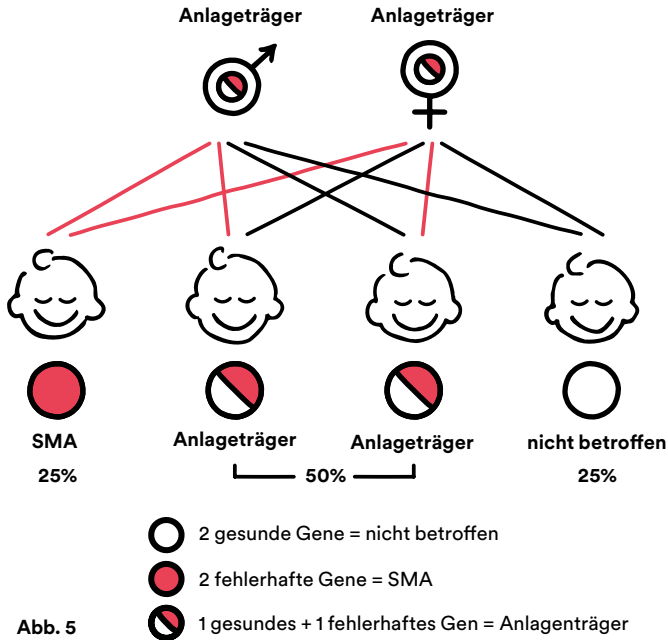 Anlageträger Anlageträger
SMA Anlageträger Anlageträger nicht betroffen
25% 50% 25%
2 gesunde Gene = nicht betroffen
2 fehlerhafte Gene = SMA
Abb. 5 1 gesundes + 1 fehlerhaftes Gen = Anlagenträger